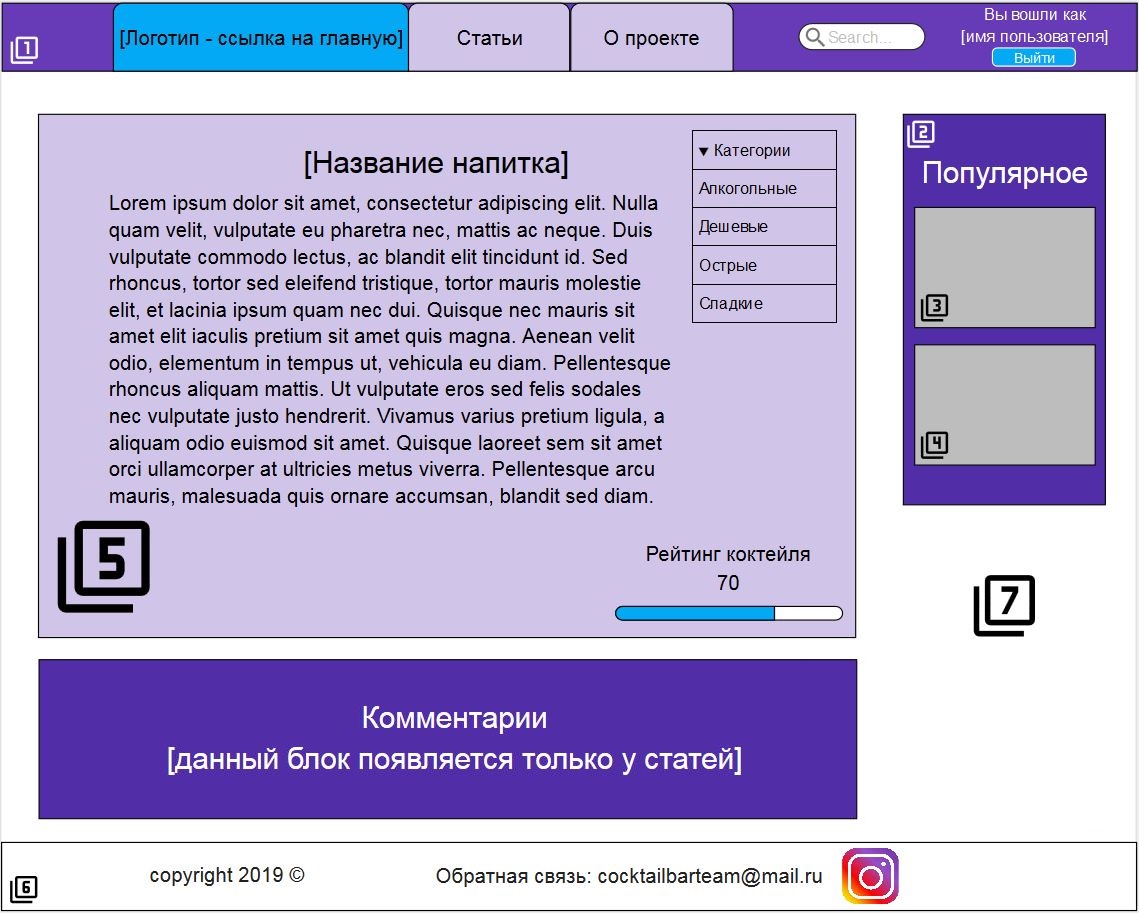 1
[Логотип - ссылка на главную]
Статьи
О проекте
Search...
Вы вошли как
[имя пользователя]
Выйти
[Название напитка]
Lorem ipsum dolor sit amet, consectetur adipiscing elit. Nulla
quam velit, vulputate eu pharetra nec, mattis ac neque. Duis
vulputate commodo lectus, ac blandit elit tincidunt id. Sed
rhoncus, tortor sed eleifend tristique, tortor mauris molestie
elit, et lacinia ipsum quam nec dui. Quisque nec mauris sit
amet elit iaculis pretium sit amet quis magna. Aenean velit
odio, elementum in tempus ut, vehicula eu diam. Pellentesque
rhoncus aliquam mattis. Ut vulputate eros sed felis sodales
nec vulputate justo hendrerit. Vivamus varius pretium ligula, a
aliquam odio euismod sit amet. Quisque laoreet sem sit amet
orci ullamcorper at ultricies metus viverra. Pellentesque arcu
mauris, malesuada quis ornare accumsan, blandit sed diam.
▼ Категории
Алкогольные
Дешевые
Острые
Сладкие
5
Рейтинг коктейля
70
2
Популярное
3
4
7
Комментарии
[данный блок появляется только у статей]
6
copyright 2019 ©
Обратная связь: cocktailbarteam@mail.ru